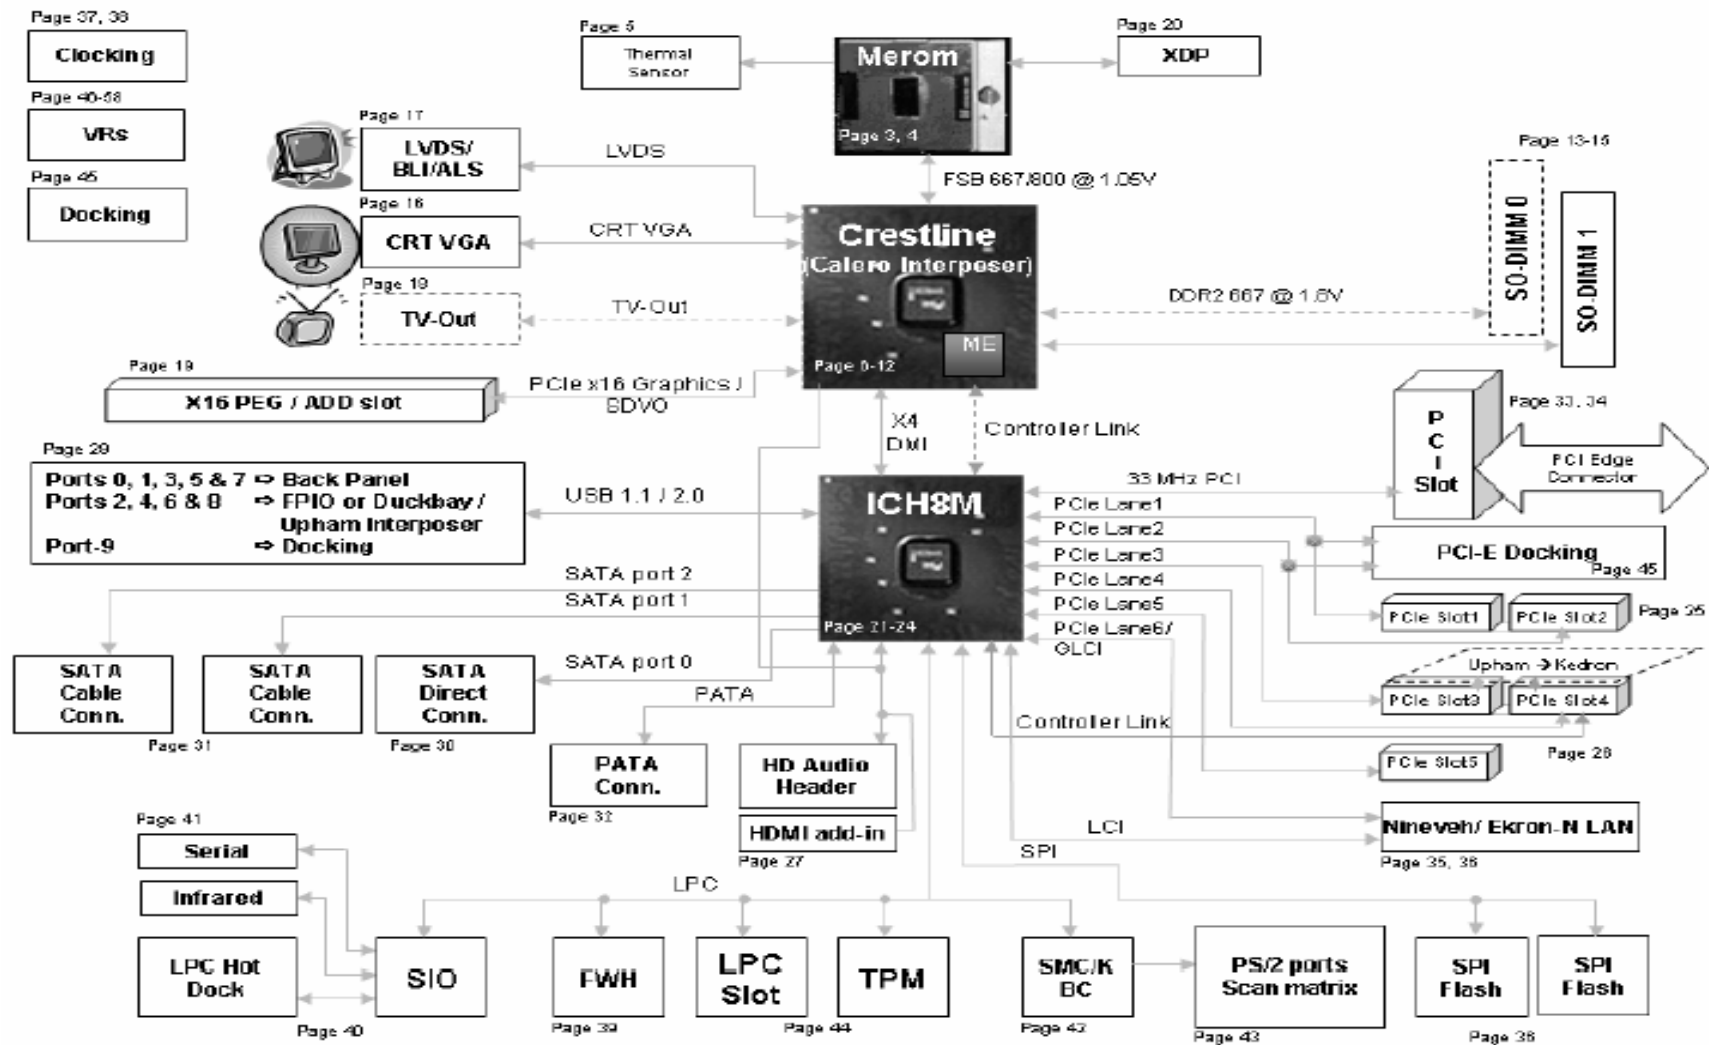 Page 37, 38
Clocking
Page 46-58
VRs
Page 45
Docking
Page 5
Thermal
Sensor
Merom
Page 3, 4
Page 20
XDP
FSB 667/800 @ 1.05V
Page 17
LVDS/
BLI/ALS
LVDS
Page 16
CRT VGA
CRT VGA
Page 18
TV-Out
TV-Out
Crestline
(Calero Interposer)
ME
Page 6-12
Page 13-15
SO-DIMM 0
SO-DIMM 1
DDR2 667 @ 1.8V
Page 19
X16 PEG / ADD slot
PCIe x16 Graphics /
SDVO
X4
DMI
Controller Link
Page 33, 34
PCI
Slot
PCI Edge
Connector
33 MHz PCI
Page 29
Ports 0, 1, 3, 5 & 7 ⇨ Back Panel
Ports 2, 4, 6 & 8 ⇨ FPIO or Duckbay /
Upham Interposer
Port-9 ⇨ Docking
USB 1.1 / 2.0
ICH8M
Page 21-24
PCIe Lane1
PCIe Lane2
PCIe Lane3
PCIe Lane4
PCIe Lane5
PCIe Lane6/
GLCI
PCI-E Docking
Page 45
PCIe Slot1
PCIe Slot2
Page 25
Upham → Kedron
PCIe Slot3
PCIe Slot4
Page 26
PCIe Slot5
SATA port 2
SATA port 1
SATA port 0
SATA
Cable
Conn.
SATA
Cable
Conn.
SATA
Direct
Conn.
Page 31
Page 30
PATA
PATA
Conn.
Page 32
HD Audio
Header
HDMI add-in
Page 27
Controller Link
LCI
Nineveh/ Ekron-N LAN
Page 35, 36
SPI
LPC
Page 41
Serial
Infrared
LPC Hot
Dock
SIO
Page 40
FWH
Page 39
LPC
Slot
TPM
Page 44
SMC/K
BC
Page 42
PS/2 ports
Scan matrix
Page 43
SPI
Flash
SPI
Flash
Page 36